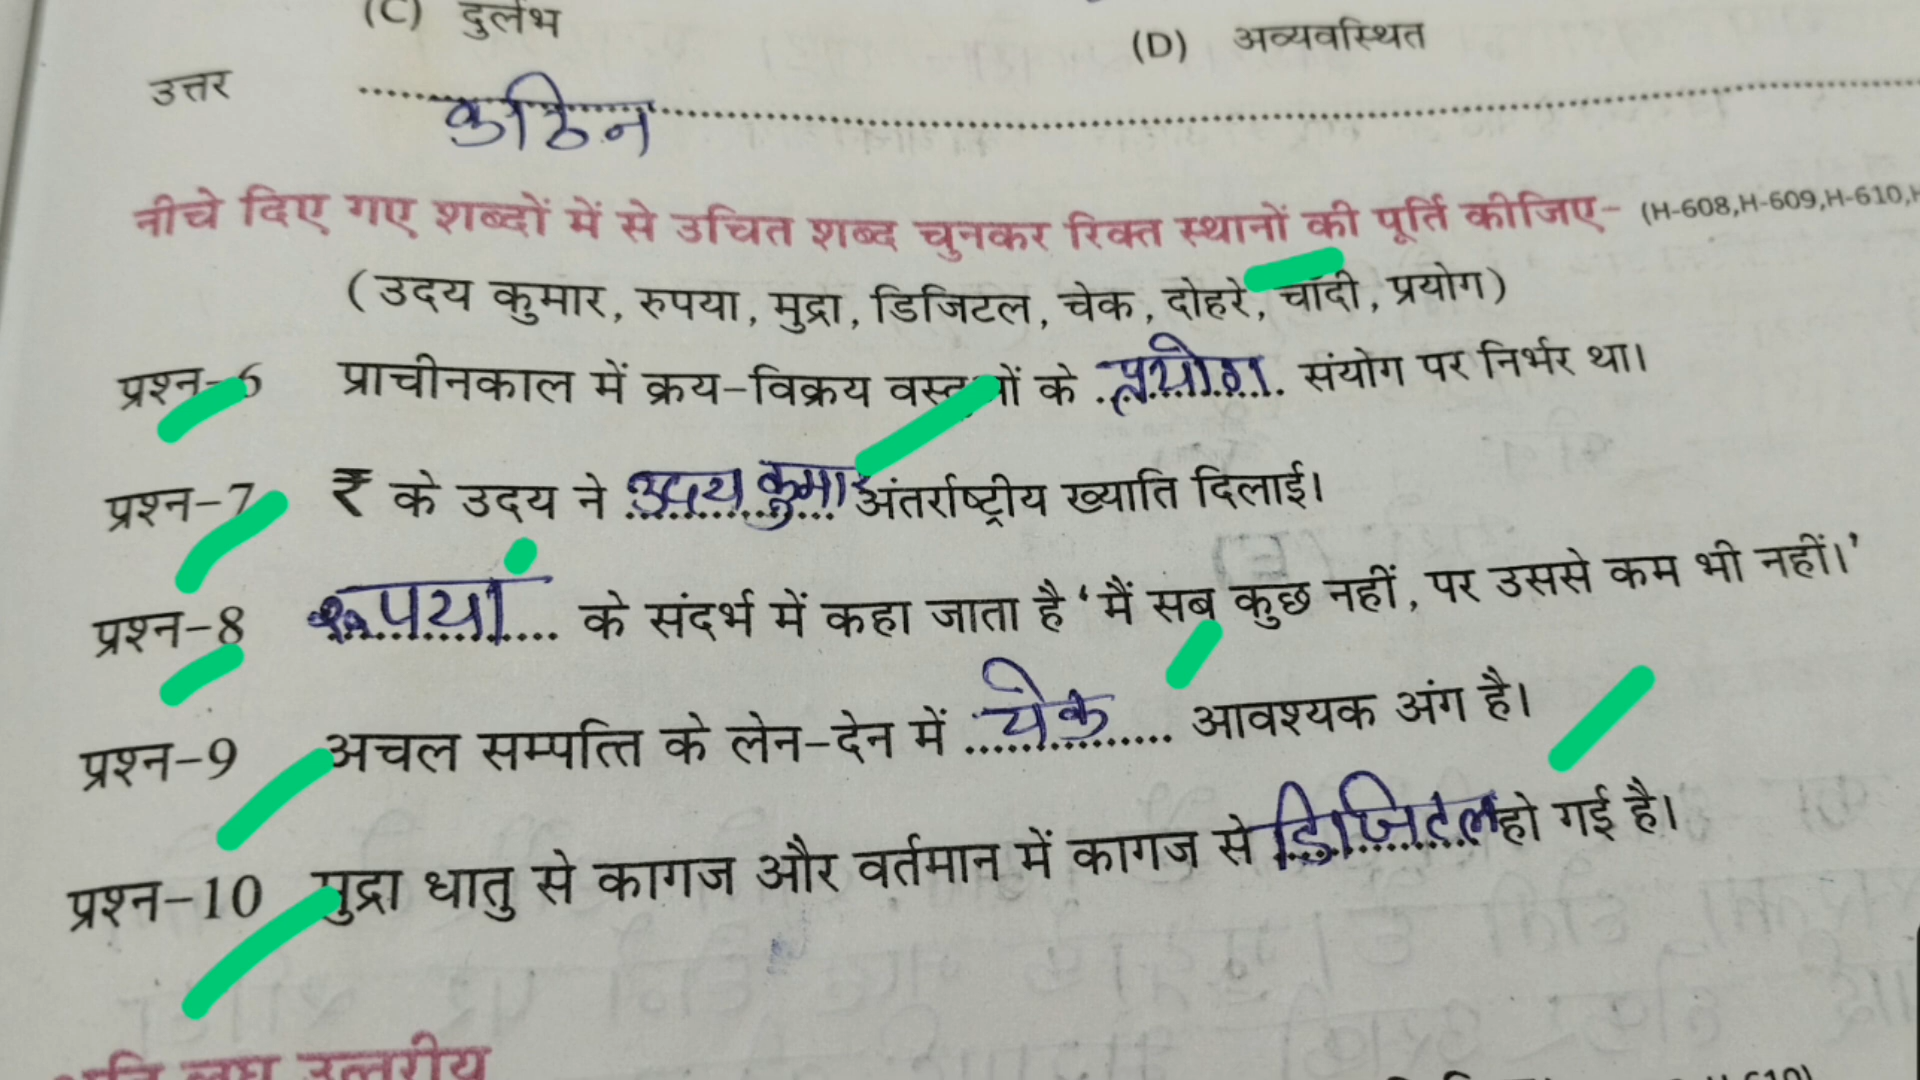 (C) दुर्लभ
(D) अव्यवस्थित
उत्तर कठिन
नीचे दिए गए शब्दों में से उचित शब्द चुनकर रिक्त स्थानों की पूर्ति कीजिए- (H-608,H-609,H-610,H
(उदय कुमार, रुपया, मुद्रा, डिजिटल, चेक, दोहरे, चांदी, प्रयोग)
प्रश्न-6 प्राचीनकाल में क्रय-विक्रय वस्तुओं के प्रयोग संयोग पर निर्भर था।
प्रश्न-7 ₹ के उदय ने उदय कुमार अंतर्राष्ट्रीय ख्याति दिलाई।
प्रश्न-8 रूपया के संदर्भ में कहा जाता है 'मैं सब कुछ नहीं, पर उससे कम भी नहीं।'
प्रश्न-9 अचल सम्पत्ति के लेन-देन में चेक आवश्यक अंग है।
प्रश्न-10 मुद्रा धातु से कागज और वर्तमान में कागज से डिजिटल हो गई है।
लघु उत्तरीय